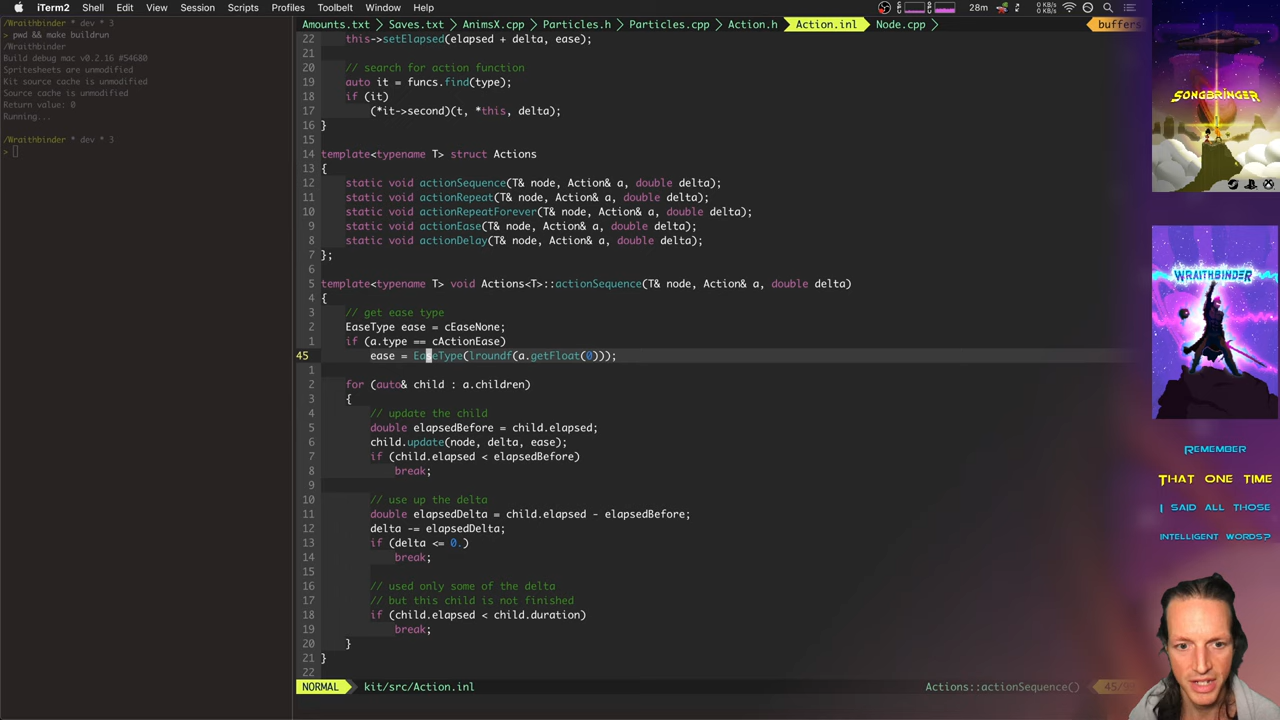 iTerm2 Shell Edit View Session Scripts Profiles Toolbelt Window Help 28m 0 KB/s 0 KB/s
/Wraithbinder * dev * 3
> pwd && make buildrun
/Wraithbinder
Build debug mac v0.2.16 #54680
Spritesheets are unmodified
Kit source cache is unmodified
Source cache is unmodified
Return value: 0
Running...
/Wraithbinder * dev * 3
>
Amounts.txt > Saves.txt > AnimsX.cpp > Particles.h > Particles.cpp > Action.h > Action.inl > Node.cpp > buffers
22 this->setElapsed(elapsed + delta, ease);
21
20 // search for action function
19 auto it = funcs.find(type);
18 if (it)
17 (*it->second)(t, *this, delta);
16 }
15
14 template<typename T> struct Actions
13 {
12 static void actionSequence(T& node, Action& a, double delta);
11 static void actionRepeat(T& node, Action& a, double delta);
10 static void actionRepeatForever(T& node, Action& a, double delta);
9 static void actionEase(T& node, Action& a, double delta);
8 static void actionDelay(T& node, Action& a, double delta);
7 };
6
5 template<typename T> void Actions<T>::actionSequence(T& node, Action& a, double delta)
4 {
3 // get ease type
2 EaseType ease = cEaseNone;
1 if (a.type == cActionEase)
45 ease = EaseType(lroundf(a.getFloat(0)));
1
2 for (auto& child : a.children)
3 {
4 // update the child
5 double elapsedBefore = child.elapsed;
6 child.update(node, delta, ease);
7 if (child.elapsed < elapsedBefore)
8 break;
9
10 // use up the delta
11 double elapsedDelta = child.elapsed - elapsedBefore;
12 delta -= elapsedDelta;
13 if (delta <= 0.)
14 break;
15
16 // used only some of the delta
17 // but this child is not finished
18 if (child.elapsed < child.duration)
19 break;
20 }
21 }
22
NORMAL kit/src/Action.inl Actions::actionSequence()
SONGBRINGER
WRAITHBINDER
REMEMBER
THAT ONE TIME
I SAID ALL THOSE
INTELLIGENT WORDS?